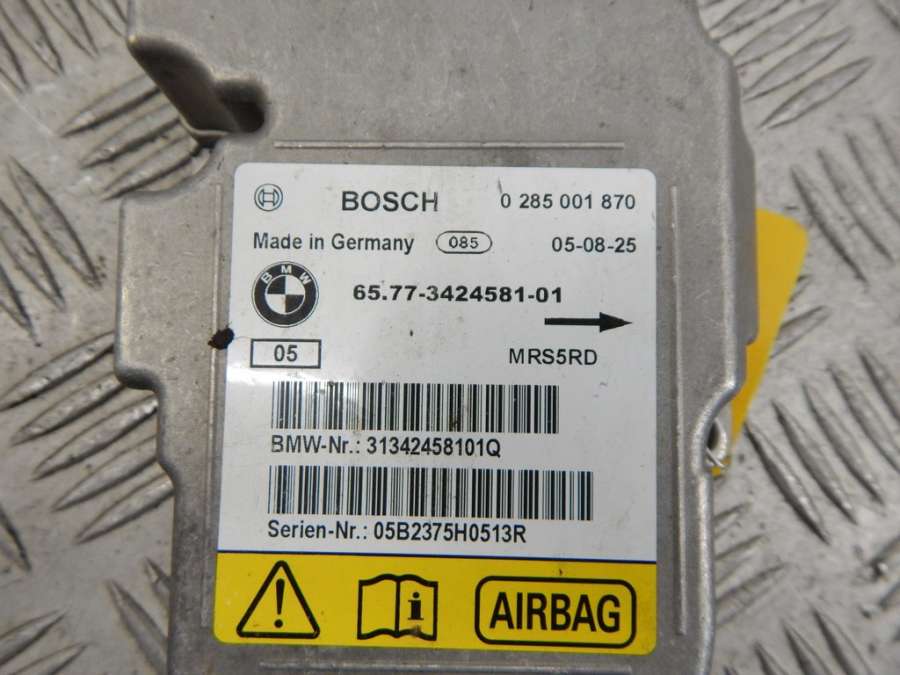 BOSCH 0 285 001 870
Made in Germany 085 05-08-25
BMW 65.77-3424581-01
05 MRS5RD
BMW-Nr.: 31342458101Q
Serien-Nr.: 05B2375H0513R
i AIRBAG